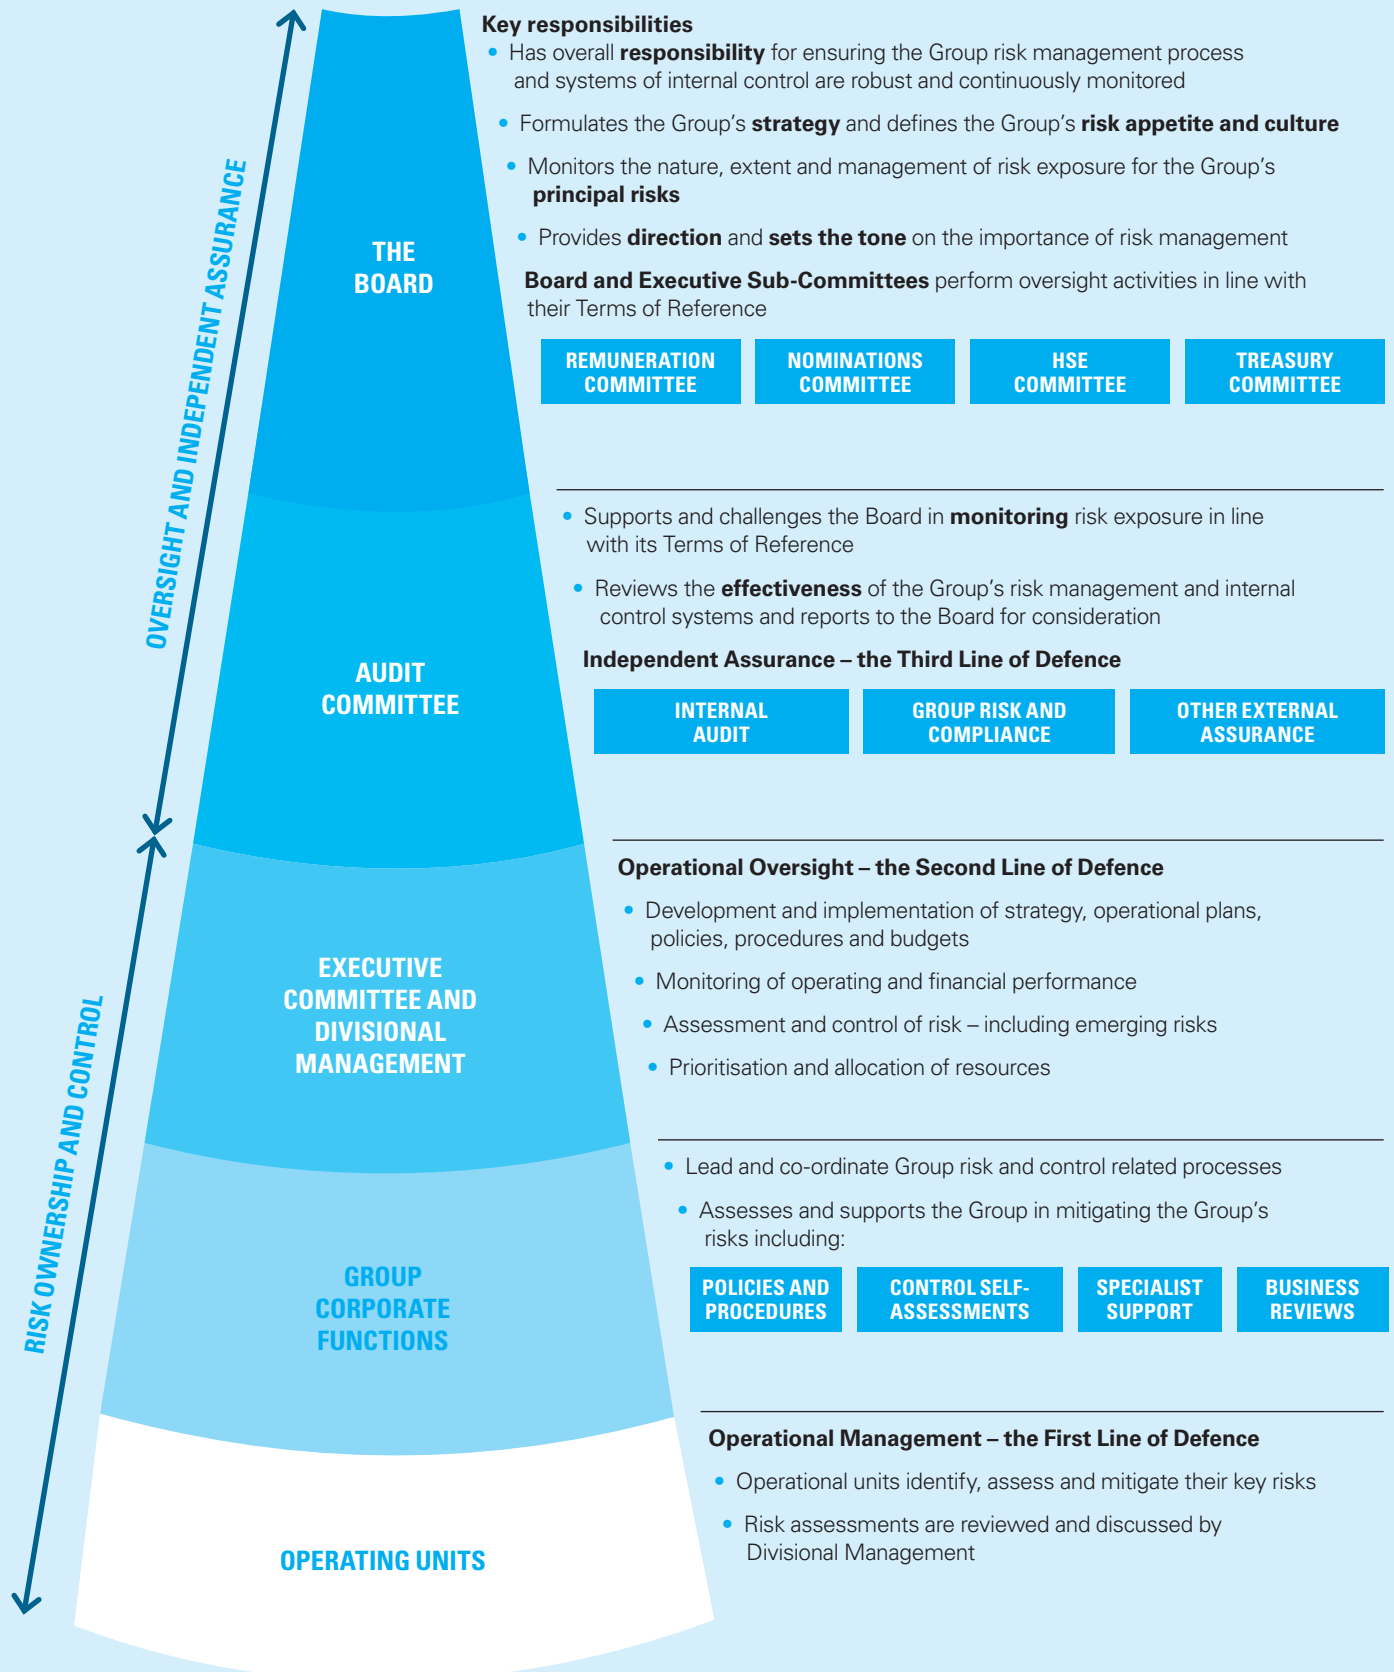 Key responsibilities
• Has overall responsibility for ensuring the Group risk management process
and systems of internal control are robust and continuously monitored
• Formulates the Group’s strategy and defines the Group’s risk appetite and culture
• Monitors the nature, extent and management of risk exposure for the Group’s
principal risks
• Provides direction and sets the tone on the importance of risk management
Board and Executive Sub-Committees perform oversight activities in line with
their Terms of Reference
REMUNERATION
COMMITTEE
NOMINATIONS
COMMITTEE
HSE
COMMITTEE
TREASURY
COMMITTEE
THE
BOARD
OVERSIGHT AND INDEPENDENT ASSURANCE
• Supports and challenges the Board in monitoring risk exposure in line
with its Terms of Reference
• Reviews the effectiveness of the Group’s risk management and internal
control systems and reports to the Board for consideration
Independent Assurance – the Third Line of Defence
INTERNAL
AUDIT
GROUP RISK AND
COMPLIANCE
OTHER EXTERNAL
ASSURANCE
AUDIT
COMMITTEE
Operational Oversight – the Second Line of Defence
• Development and implementation of strategy, operational plans,
policies, procedures and budgets
• Monitoring of operating and financial performance
• Assessment and control of risk – including emerging risks
• Prioritisation and allocation of resources
EXECUTIVE
COMMITTEE AND
DIVISIONAL
MANAGEMENT
RISK OWNERSHIP AND CONTROL
• Lead and co-ordinate Group risk and control related processes
• Assesses and supports the Group in mitigating the Group’s
risks including:
POLICIES AND
PROCEDURES
CONTROL SELF-
ASSESSMENTS
SPECIALIST
SUPPORT
BUSINESS
REVIEWS
GROUP
CORPORATE
FUNCTIONS
Operational Management – the First Line of Defence
• Operational units identify, assess and mitigate their key risks
• Risk assessments are reviewed and discussed by
Divisional Management
OPERATING UNITS